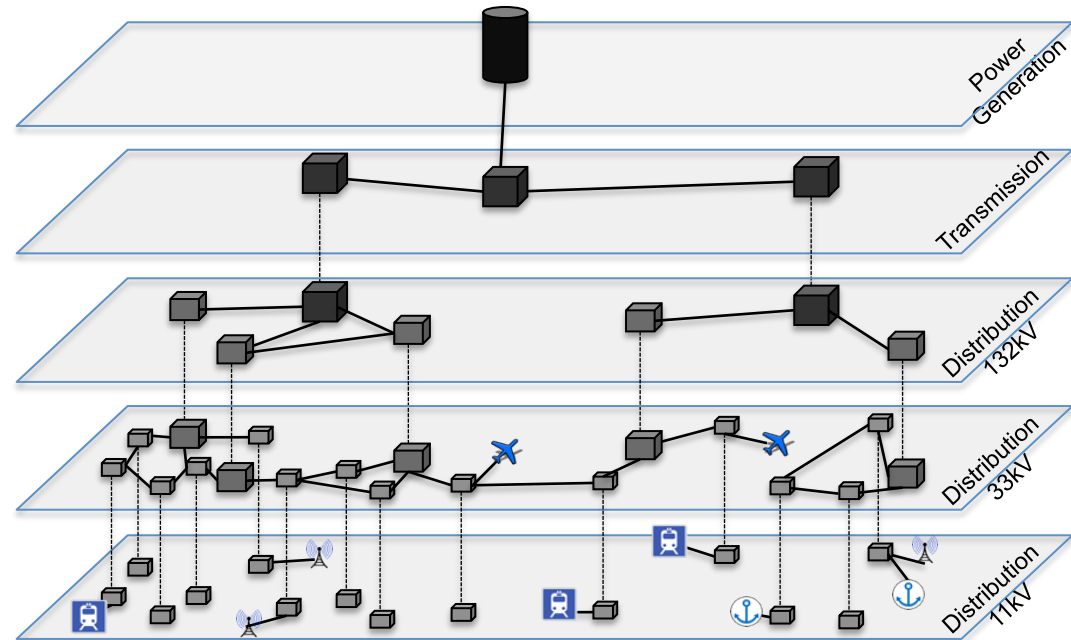 Power
Generation
Transmission
Distribution
132kV
Distribution
33kV
Distribution
11kV